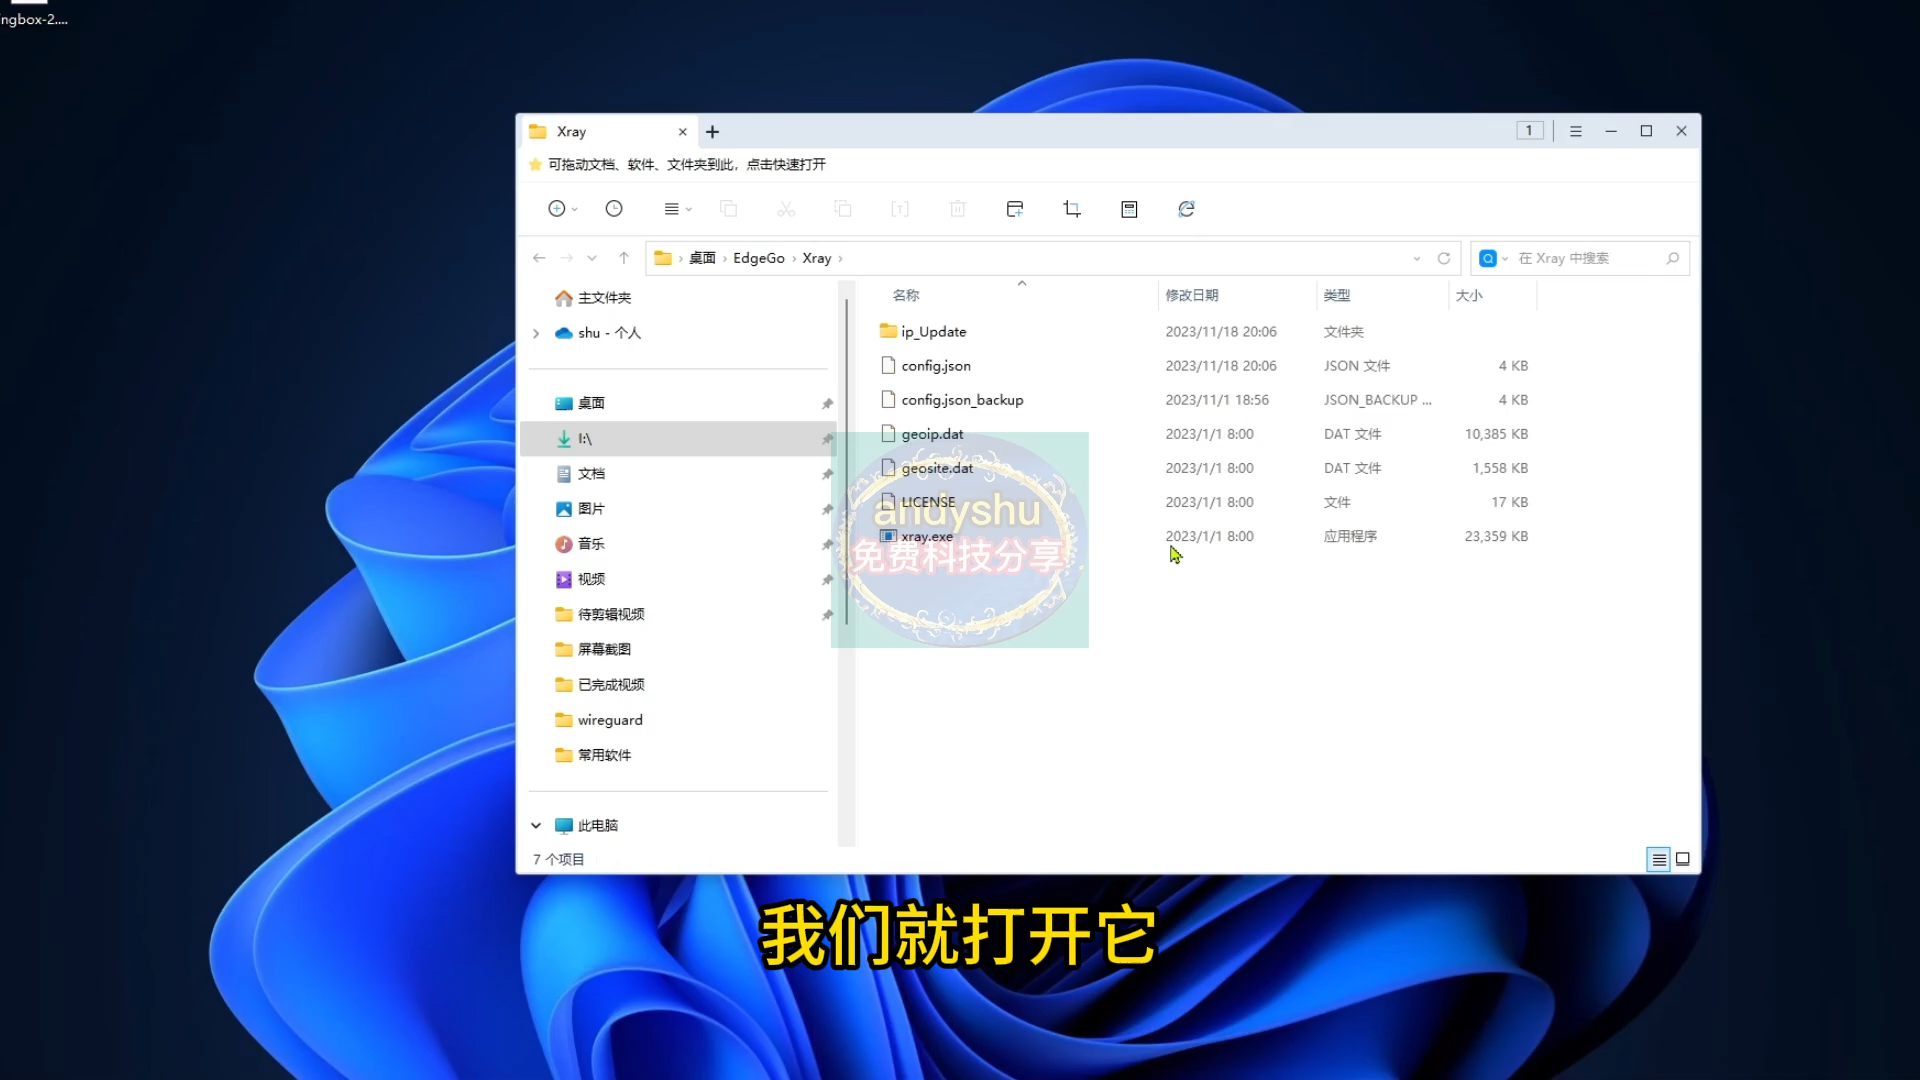 ngbox-2....
Xray
1
可拖动文档、软件、文件夹到此，点击快速打开
桌面 › EdgeGo › Xray ›
在 Xray 中搜索
主文件夹
shu - 个人
桌面
I:\
文档
图片
音乐
视频
待剪辑视频
屏幕截图
已完成视频
wireguard
常用软件
此电脑
名称 修改日期 类型 大小
ip_Update 2023/11/18 20:06 文件夹
config.json 2023/11/18 20:06 JSON 文件 4 KB
config.json_backup 2023/11/1 18:56 JSON_BACKUP ... 4 KB
geoip.dat 2023/1/1 8:00 DAT 文件 10,385 KB
geosite.dat 2023/1/1 8:00 DAT 文件 1,558 KB
LICENSE 2023/1/1 8:00 文件 17 KB
xray.exe 2023/1/1 8:00 应用程序 23,359 KB
andyshu
免费科技分享
7 个项目
我们就打开它